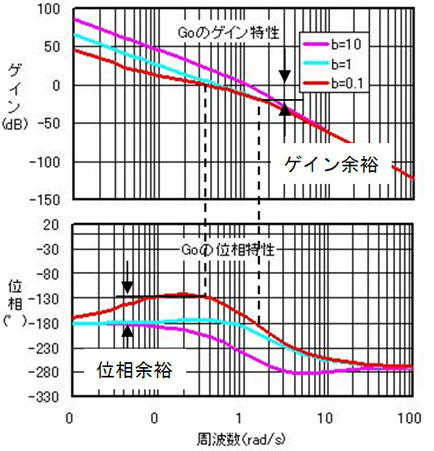 Goのゲイン特性
b=10
b=1
b=0.1
100
50
0
-50
-100
-150
ゲイン
(dB)
ゲイン余裕
Goの位相特性
20
-30
-80
-130
-180
-230
-280
-330
位相
(°)
位相余裕
0 0 1 10 100
周波数(rad/s)